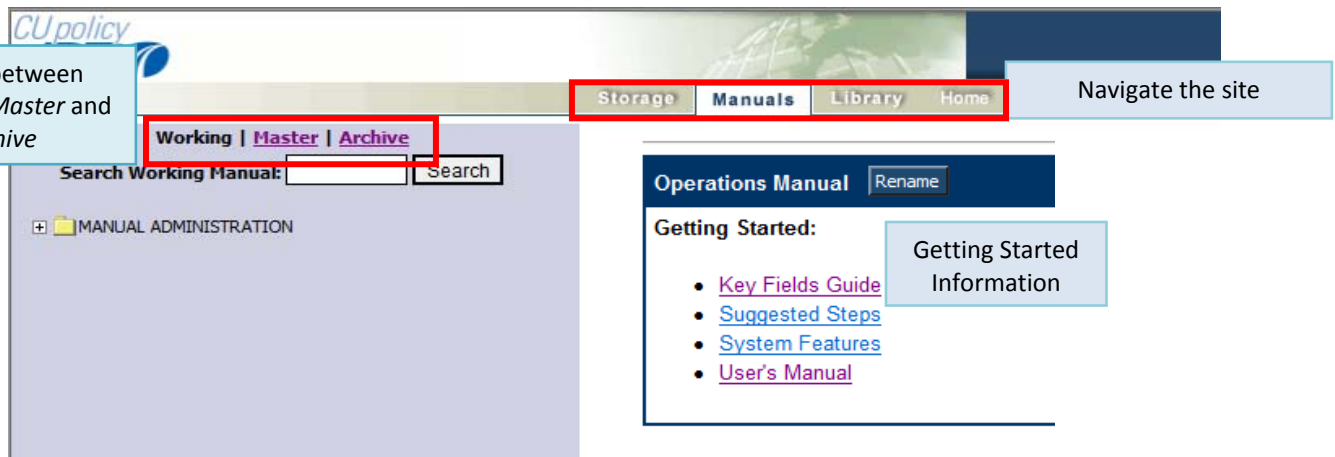 CU policy
between
Master and
hive
Storage Manuals Library Home
Navigate the site
Working | Master | Archive
Search Working Manual: Search
MANUAL ADMINISTRATION
Operations Manual Rename
Getting Started:
Getting Started
Information
• Key Fields Guide
• Suggested Steps
• System Features
• User's Manual